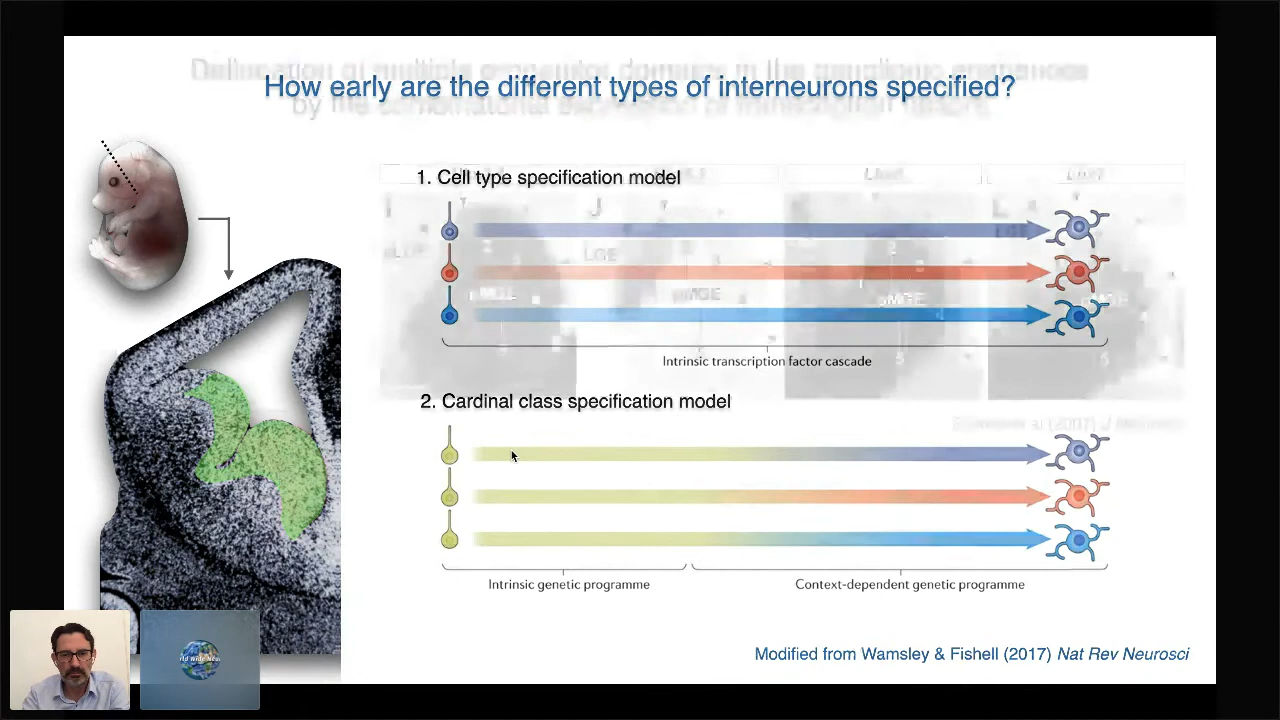 How early are the different types of interneurons specified?
1. Cell type specification model
LGE
Intrinsic transcription factor cascade
2. Cardinal class specification model
Intrinsic genetic programme
Context-dependent genetic programme
Modified from Wamsley & Fishell (2017) Nat Rev Neurosci